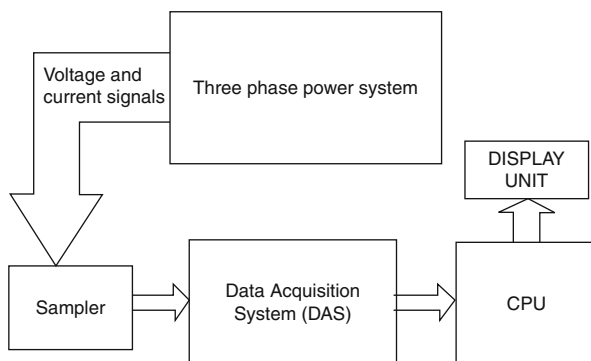 Voltage and
current signals
Three phase power system
DISPLAY
UNIT
Sampler
Data Acquisition
System (DAS)
CPU